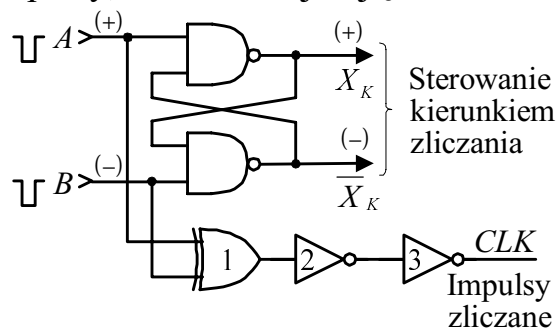 A
(+)
(+)
X_K
Sterowanie
kierunkiem
zliczania
B
(–)
(–)
X̅_K
1
2
3
CLK
Impulsy
zliczane